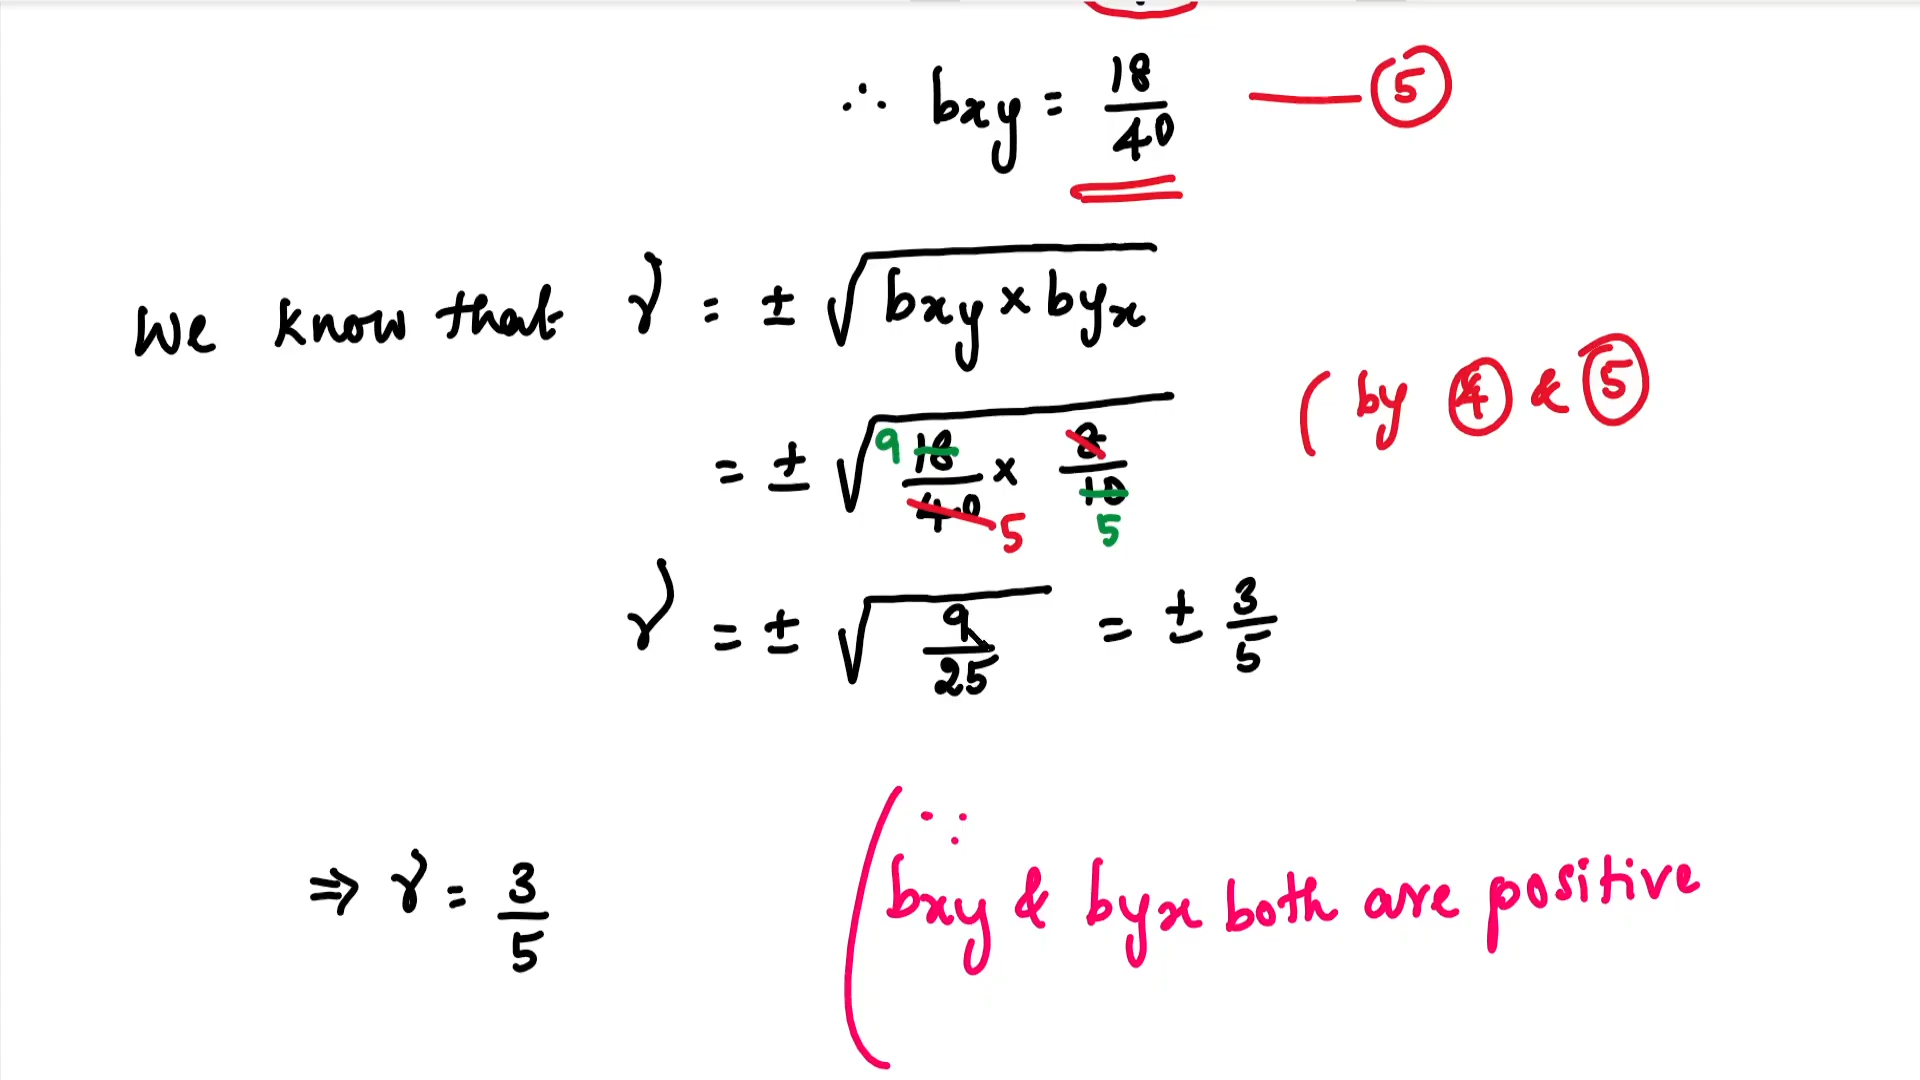 ∴ bxy = 18/40 —— ⑤
We know that r = ± √(bxy × byx)
= ± √(18/40 × 8/10) 9 5 5 (by ④ & ⑤
r = ± √(9/25) = ± 3/5
⇒ r = 3/5 (∵ bxy & byx both are positive